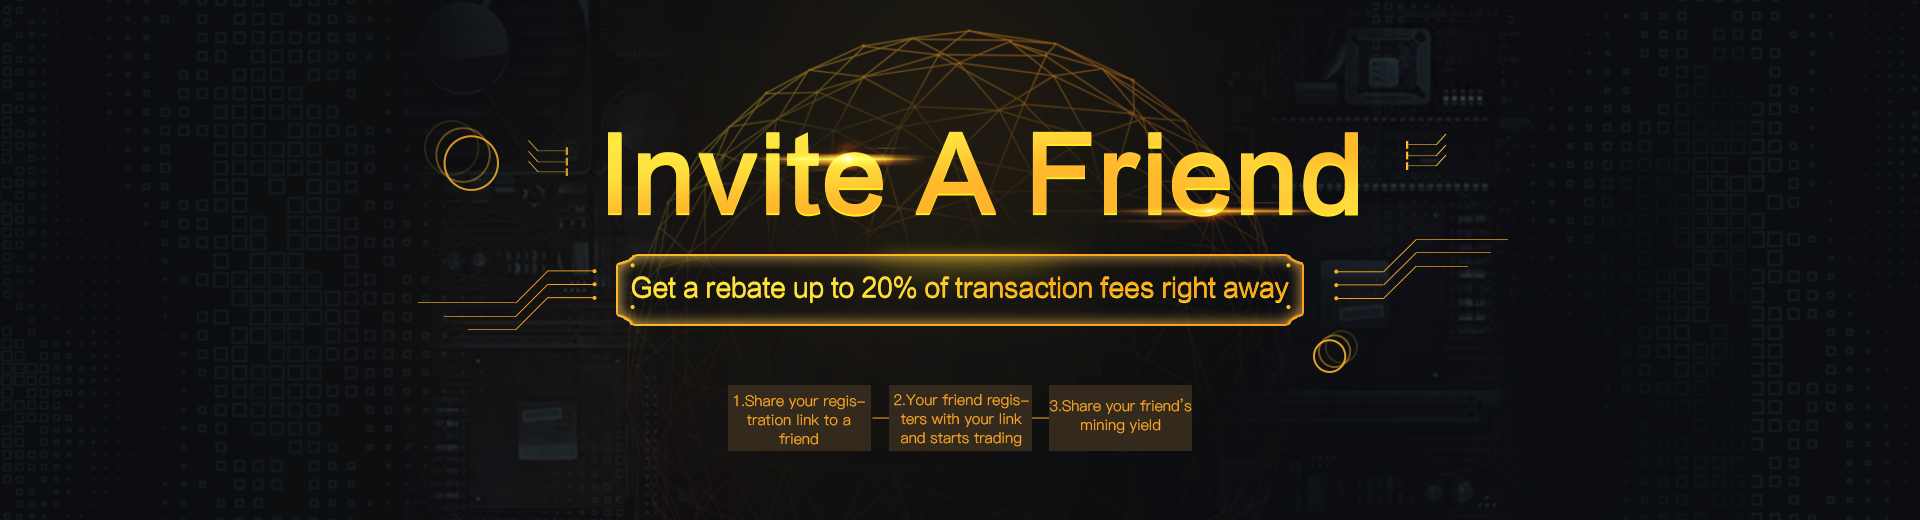 Invite A Friend
Get a rebate up to 20% of transaction fees right away
1.Share your regis-
tration link to a
friend
2.Your friend regis-
ters with your link
and starts trading
3.Share your friend's
mining yield